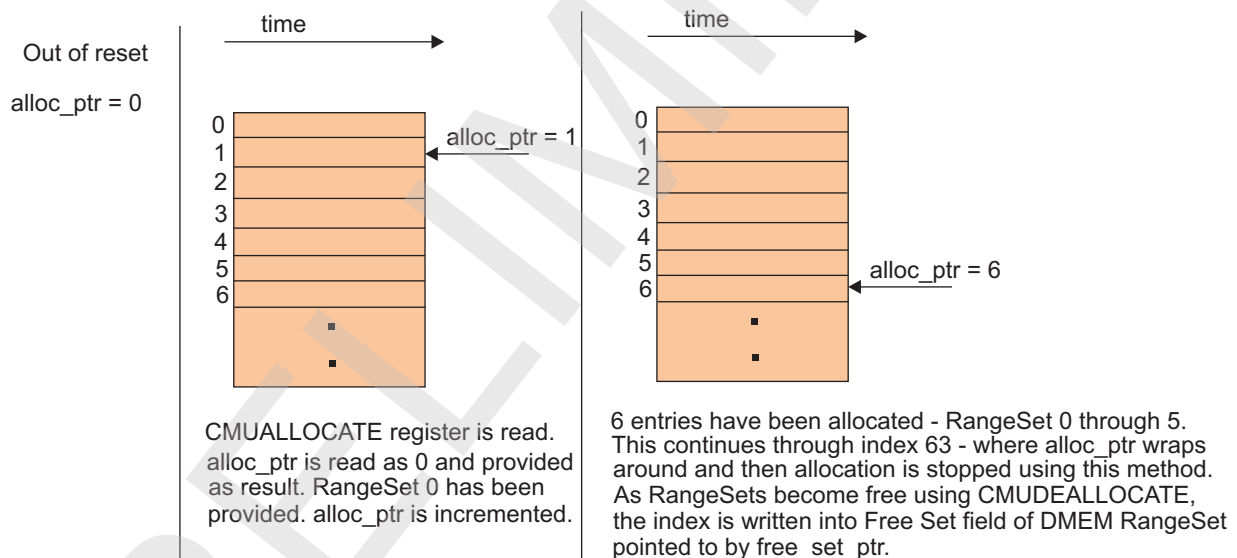 Out of reset
alloc_ptr = 0
time
0
1
2
3
4
5
6
alloc_ptr = 1
CMUALLOCATE register is read.
alloc_ptr is read as 0 and provided
as result. RangeSet 0 has been
provided. alloc_ptr is incremented.
time
0
1
2
3
4
5
6
alloc_ptr = 6
6 entries have been allocated - RangeSet 0 through 5.
This continues through index 63 - where alloc_ptr wraps
around and then allocation is stopped using this method.
As RangeSets become free using CMUDEALLOCATE,
the index is written into Free Set field of DMEM RangeSet
pointed to by free_set_ptr.